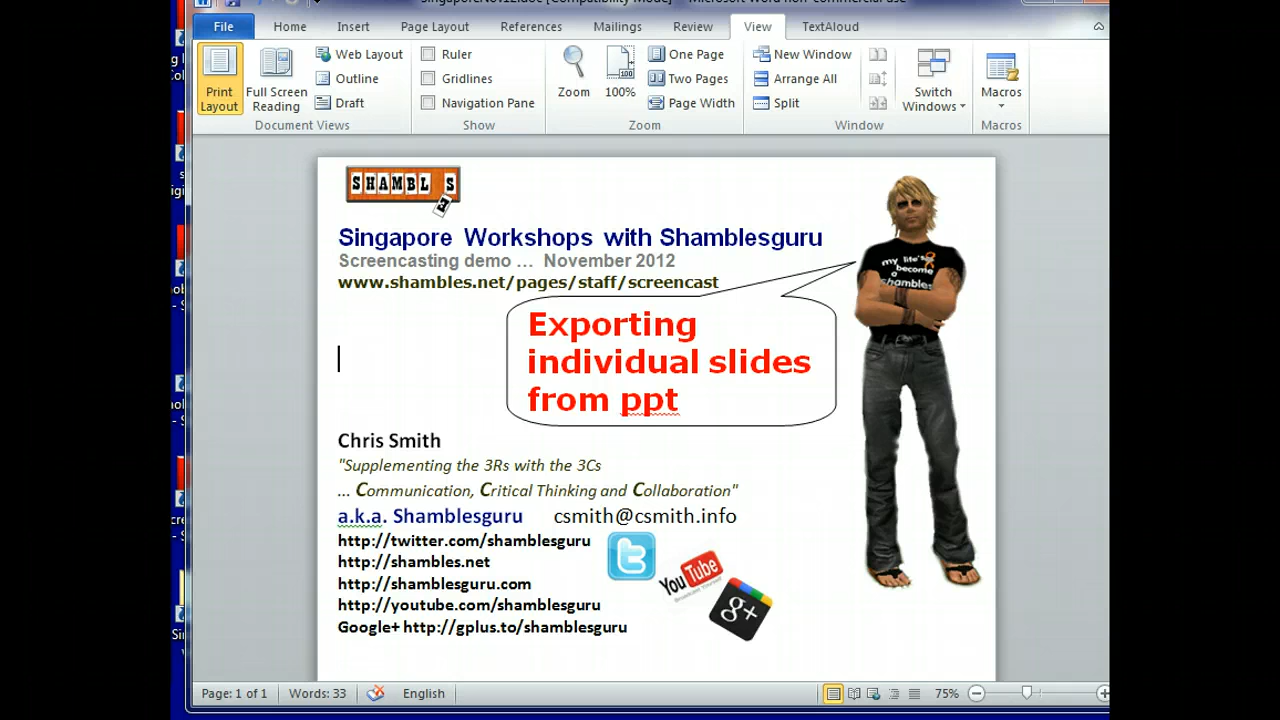 File Home Insert Page Layout References Mailings Review View TextAloud
Print Layout
Full Screen Reading
Web Layout
Outline
Draft
Document Views
Ruler
Gridlines
Navigation Pane
Show
Zoom
100
100%
One Page
Two Pages
Page Width
Zoom
New Window
Arrange All
Split
Switch Windows
Window
Macros
Macros
SHAMBLES
Singapore Workshops with Shamblesguru
Screencasting demo ... November 2012
www.shambles.net/pages/staff/screencast
my life's
become
a
shambles
Exporting
individual slides
from ppt
Chris Smith
"Supplementing the 3Rs with the 3Cs
... Communication, Critical Thinking and Collaboration"
a.k.a. Shamblesguru csmith@csmith.info
http://twitter.com/shamblesguru
http://shambles.net
http://shamblesguru.com
http://youtube.com/shamblesguru
Google+ http://gplus.to/shamblesguru
You Tube
g+
Page: 1 of 1 Words: 33 English 75%